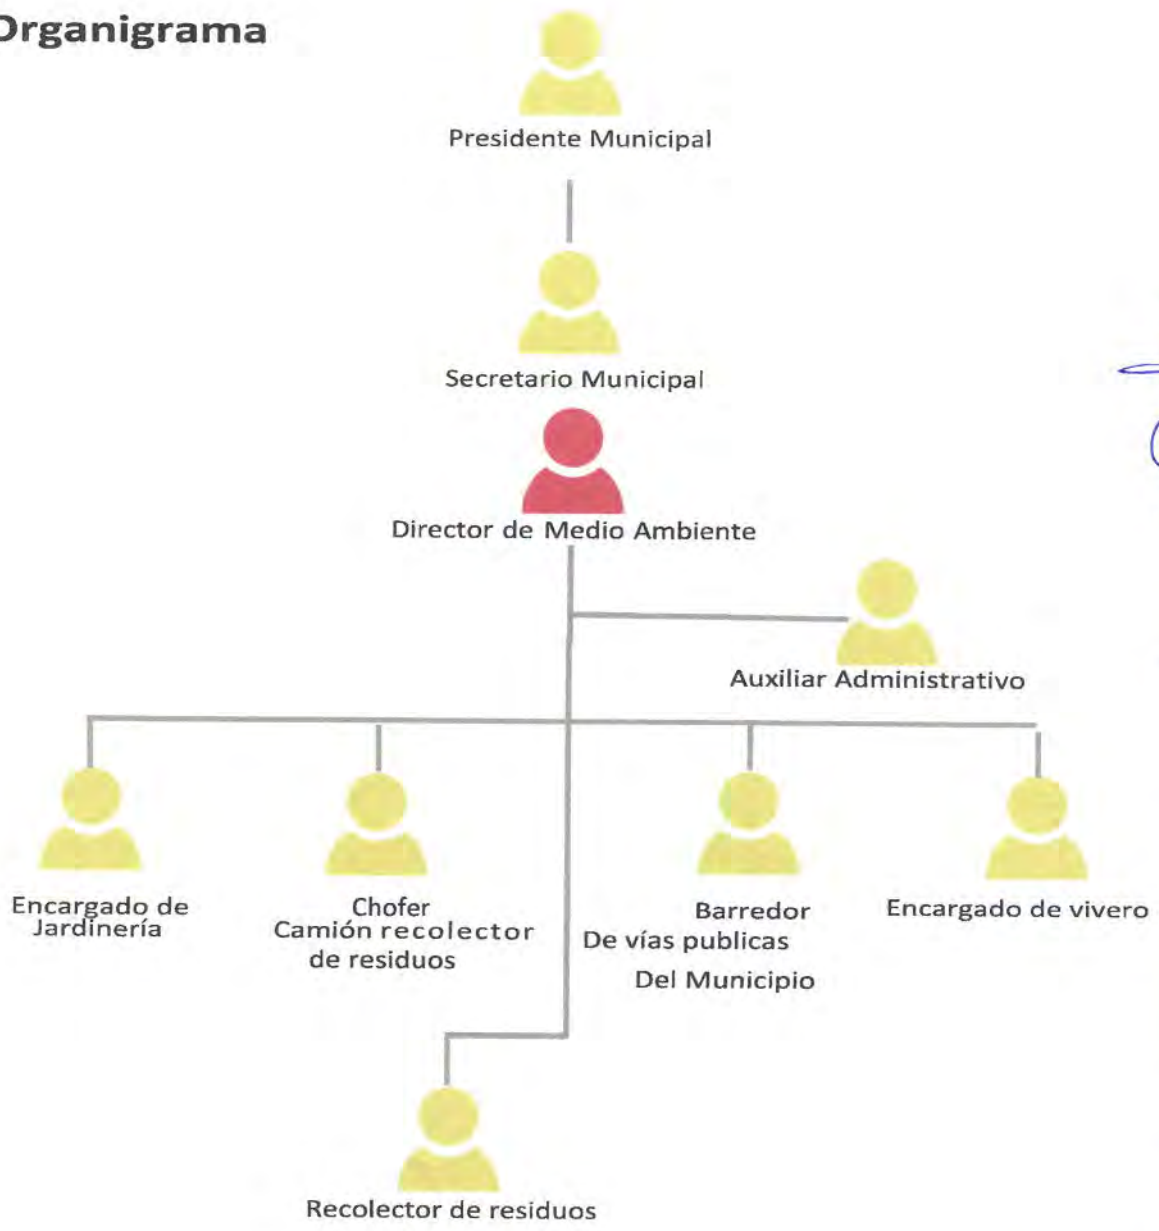 Organigrama
Presidente Municipal
Secretario Municipal
Director de Medio Ambiente
Auxiliar Administrativo
Encargado de
Jardinería
Chofer
Camión recolector
de residuos
Barredor
De vías publicas
Del Municipio
Encargado de vivero
Recolector de residuos